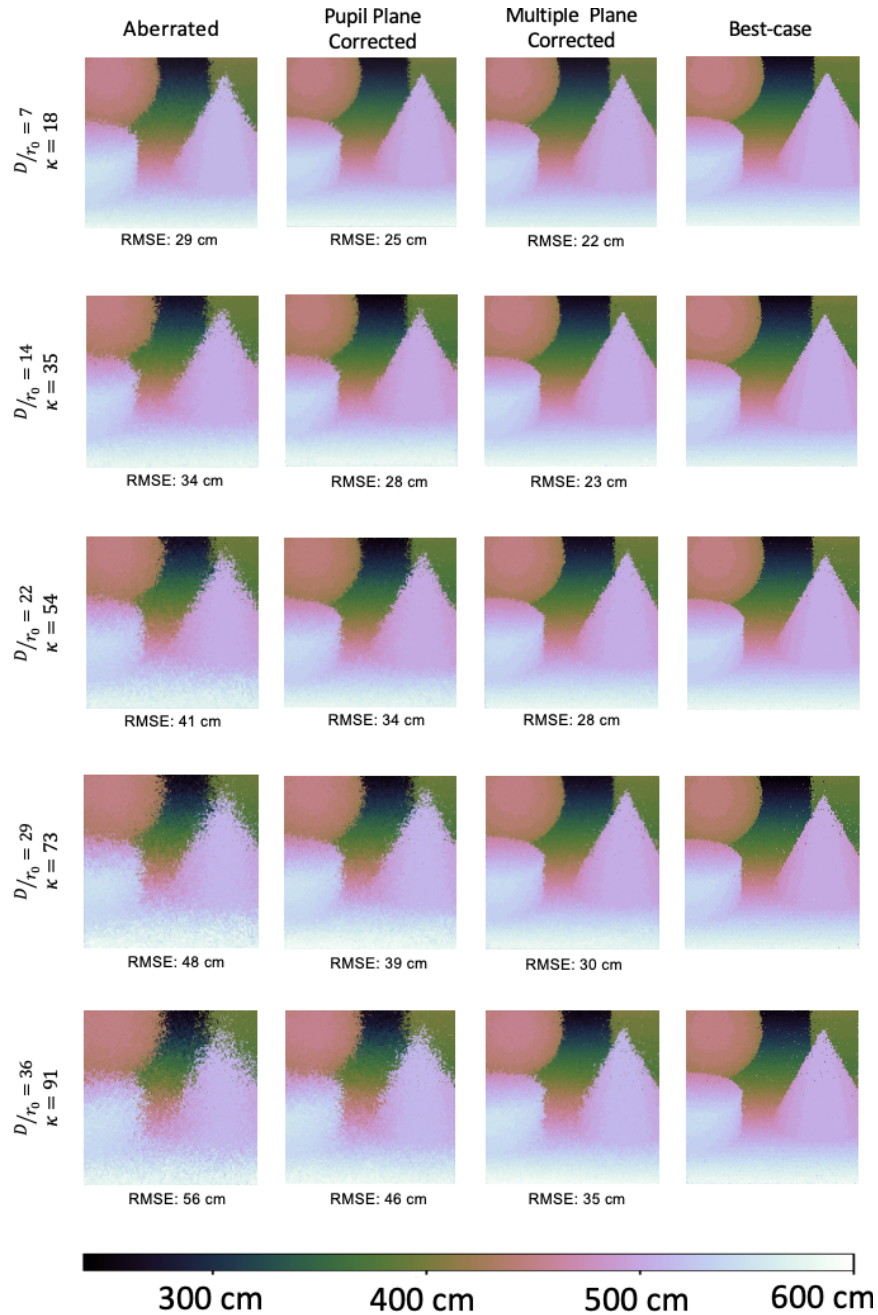 Aberrated
Pupil Plane
Corrected
Multiple Plane
Corrected
Best-case
D/r₀ = 7
κ = 18
RMSE: 29 cm
RMSE: 25 cm
RMSE: 22 cm
D/r₀ = 14
κ = 35
RMSE: 34 cm
RMSE: 28 cm
RMSE: 23 cm
D/r₀ = 22
κ = 54
RMSE: 41 cm
RMSE: 34 cm
RMSE: 28 cm
D/r₀ = 29
κ = 73
RMSE: 48 cm
RMSE: 39 cm
RMSE: 30 cm
D/r₀ = 36
κ = 91
RMSE: 56 cm
RMSE: 46 cm
RMSE: 35 cm
300 cm
400 cm
500 cm
600 cm